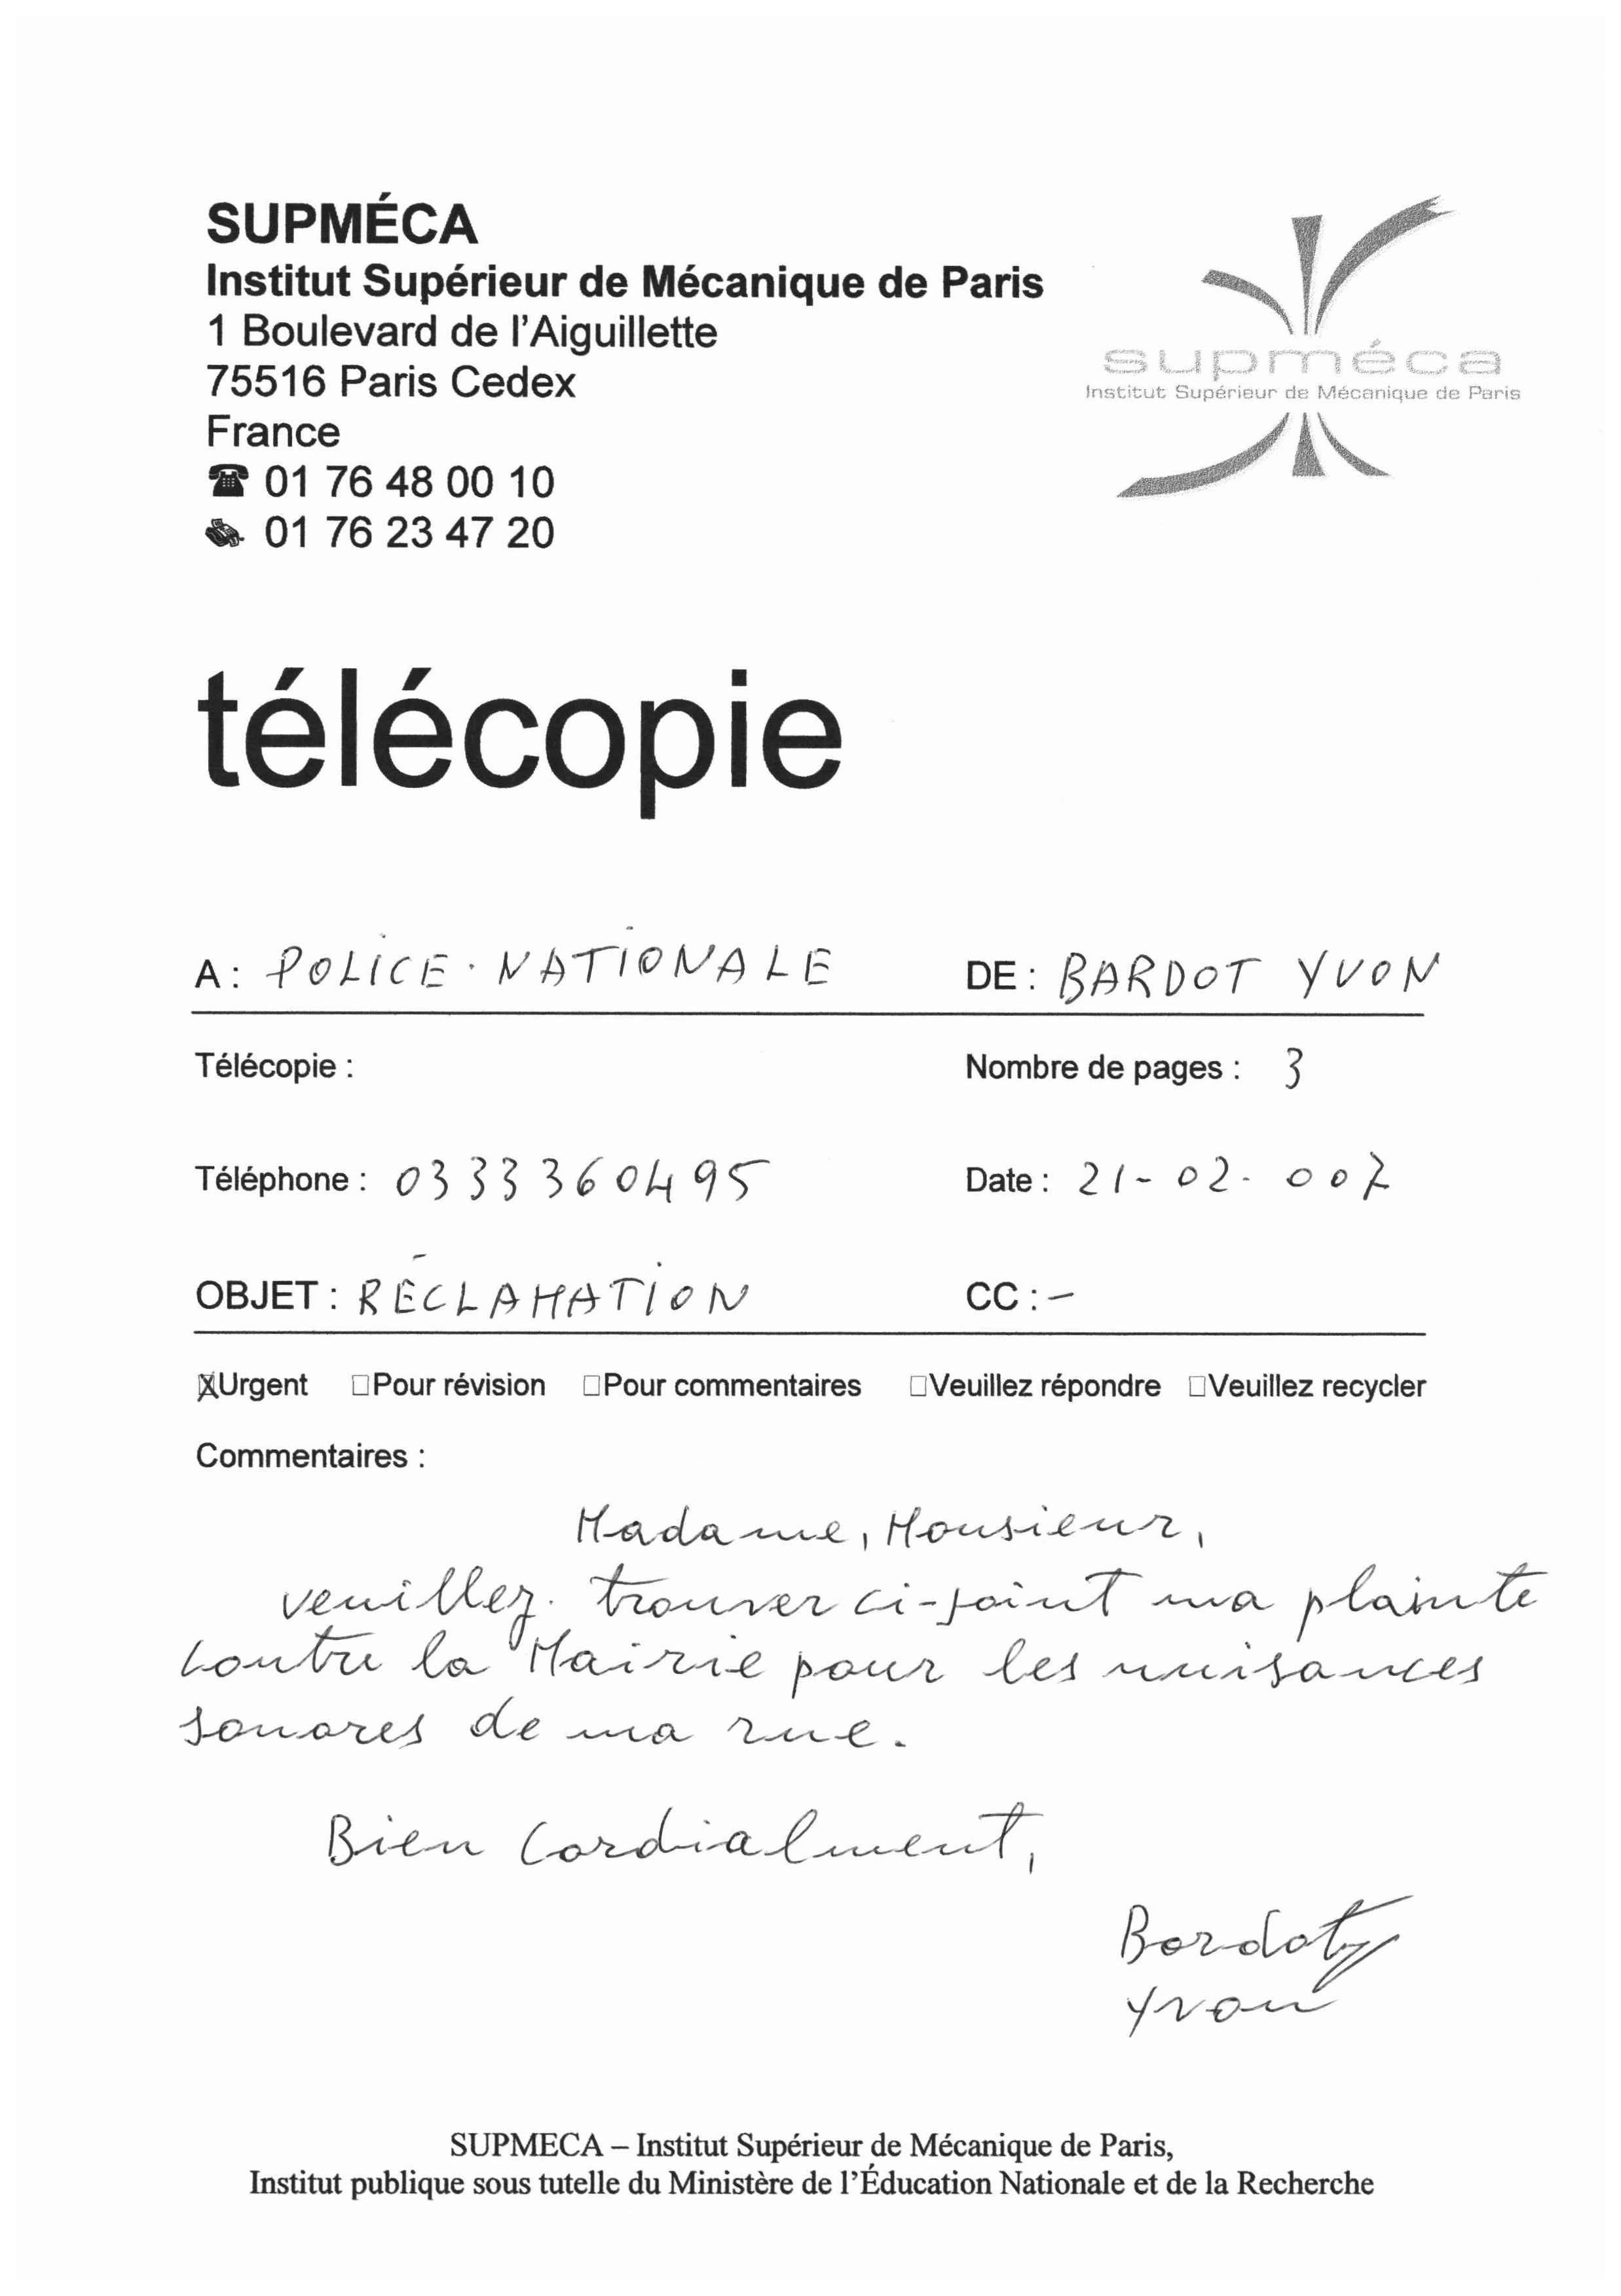 SUPMÉCA
Institut Supérieur de Mécanique de Paris
1 Boulevard de l'Aiguillette
75516 Paris Cedex
France
☎ 01 76 48 00 10
01 76 23 47 20
supméca
Institut Supérieur de Mécanique de Paris
télécopie
A : POLICE NATIONALE DE : BARDOT YVON
Télécopie : Nombre de pages : 3
Téléphone : 0333360495 Date : 21-02-007
OBJET : RÉCLAMATION CC : -
☒Urgent ☐Pour révision ☐Pour commentaires ☐Veuillez répondre ☐Veuillez recycler
Commentaires :
Madame, Monsieur,
veuillez trouver ci-joint ma plainte
contre la Mairie pour les nuisances
sonores de ma rue.
Bien Cordialment,
Bardot
Yvon
SUPMECA – Institut Supérieur de Mécanique de Paris,
Institut publique sous tutelle du Ministère de l'Éducation Nationale et de la Recherche